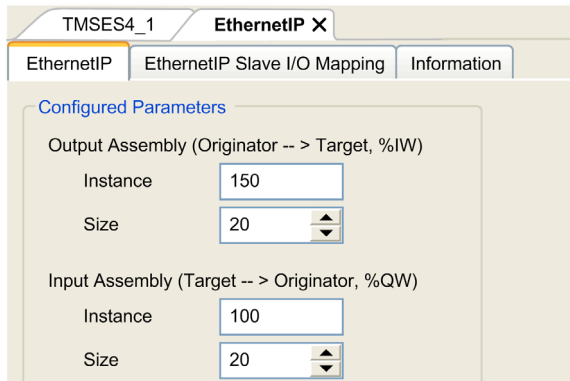 TMSES4_1 EthernetIP X
EthernetIP EthernetIP Slave I/O Mapping Information
Configured Parameters
Output Assembly (Originator -- > Target, %IW)
Instance 150
Size 20
Input Assembly (Target -- > Originator, %QW)
Instance 100
Size 20